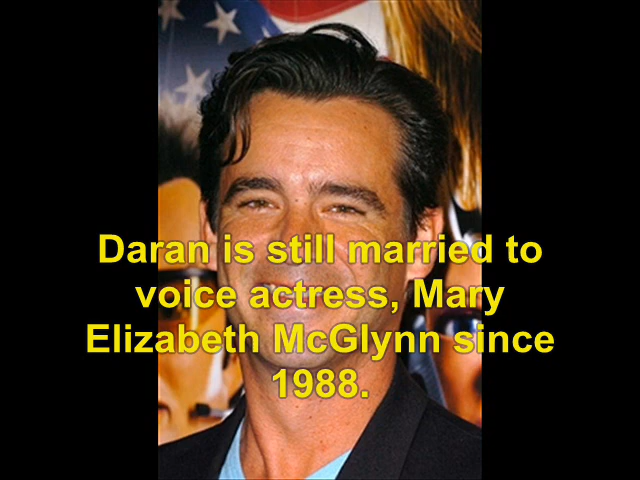 Daran is still married to
voice actress, Mary
Elizabeth McGlynn since
1988.